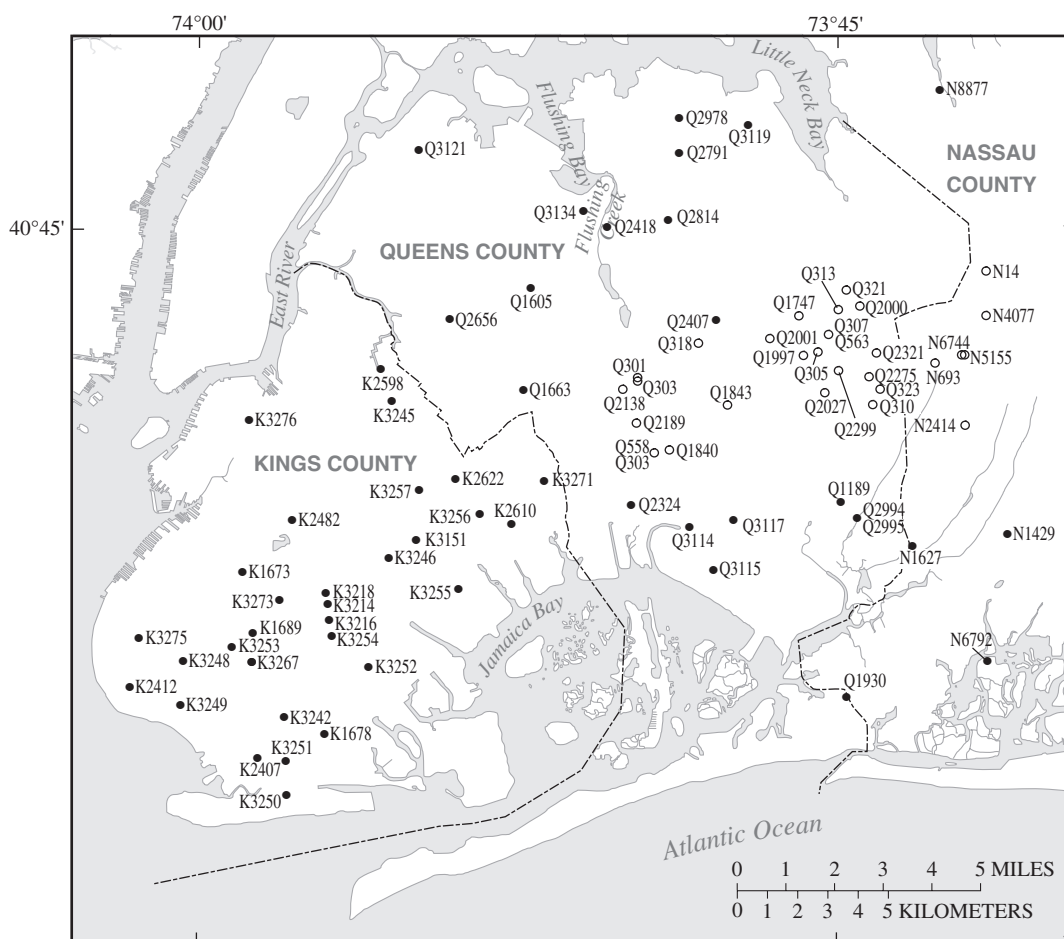 74°00'
73°45'
Little Neck Bay
N8877
Q2978
Q3119
Flushing Bay
Q3121
Q2791
NASSAU
COUNTY
Flushing
Creek
Q3134
Q2418
Q2814
40°45'
QUEENS COUNTY
East River
N14
Q313
Q321
Q1605
Q1747
Q2000
N4077
Q2656
Q2407
Q307
Q563
Q318
Q2001
N6744
N5155
Q1997
Q2321
Q301
Q303
Q305
Q2275
N693
K2598
Q1663
Q2138
Q1843
Q323
K3245
Q2027
Q310
K3276
Q2189
Q2299
N2414
Q558
Q303
Q1840
KINGS COUNTY
K2622
K3271
K3257
Q2324
Q1189
K3256
K2610
Q2994
Q2995
K2482
Q3117
Q3114
N1429
K3151
N1627
K3246
Q3115
K1673
K3255
K3218
K3273
K3214
K3216
K1689
K3254
K3275
K3253
Jamaica Bay
N6792
K3248
K3267
K3252
K2412
Q1930
K3249
K3242
K1678
K3251
K2407
K3250
Atlantic Ocean
0 1 2 3 4 5 MILES
0 1 2 3 4 5 KILOMETERS